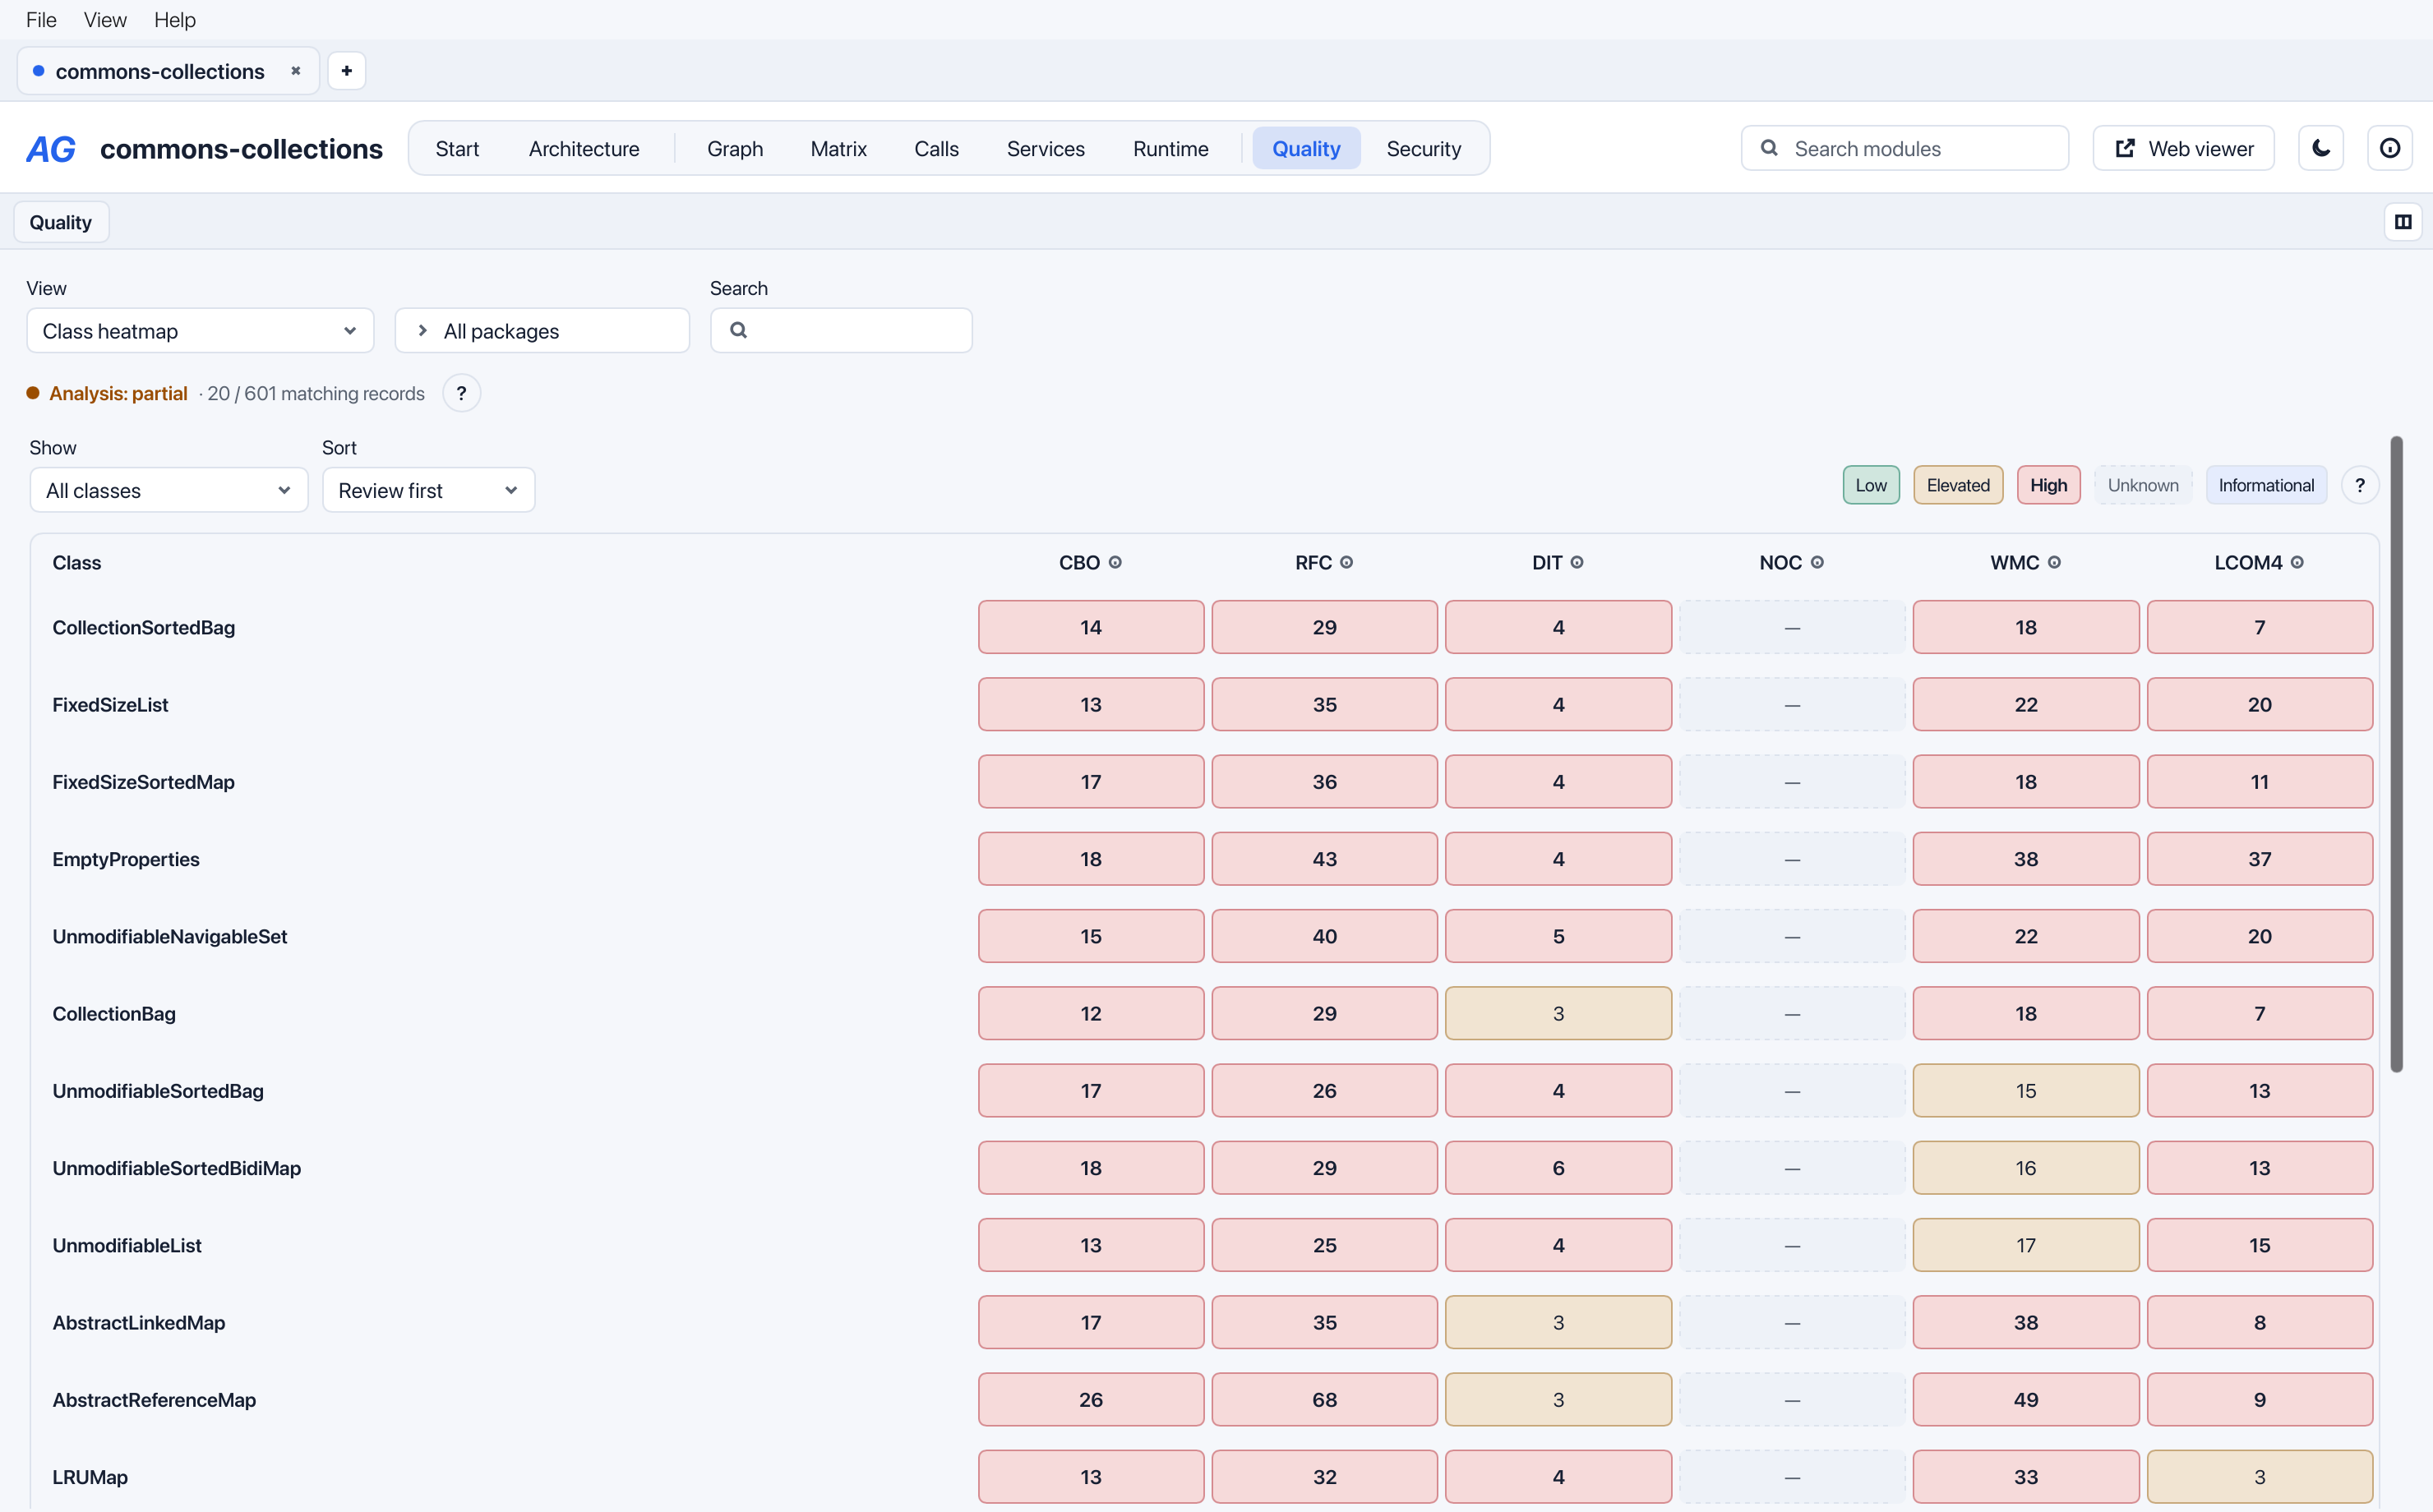 File View Help
commons-collections × +
AG commons-collections Start Architecture Graph Matrix Calls Services Runtime Quality Security Search modules Web viewer
Quality
View Search
Class heatmap All packages
Analysis: partial · 20 / 601 matching records ?
Show Sort
All classes Review first Low Elevated High Unknown Informational ?
Class CBO RFC DIT NOC WMC LCOM4
CollectionSortedBag 14 29 4 — 18 7
FixedSizeList 13 35 4 — 22 20
FixedSizeSortedMap 17 36 4 — 18 11
EmptyProperties 18 43 4 — 38 37
UnmodifiableNavigableSet 15 40 5 — 22 20
CollectionBag 12 29 3 — 18 7
UnmodifiableSortedBag 17 26 4 — 15 13
UnmodifiableSortedBidiMap 18 29 6 — 16 13
UnmodifiableList 13 25 4 — 17 15
AbstractLinkedMap 17 35 3 — 38 8
AbstractReferenceMap 26 68 3 — 49 9
LRUMap 13 32 4 — 33 3